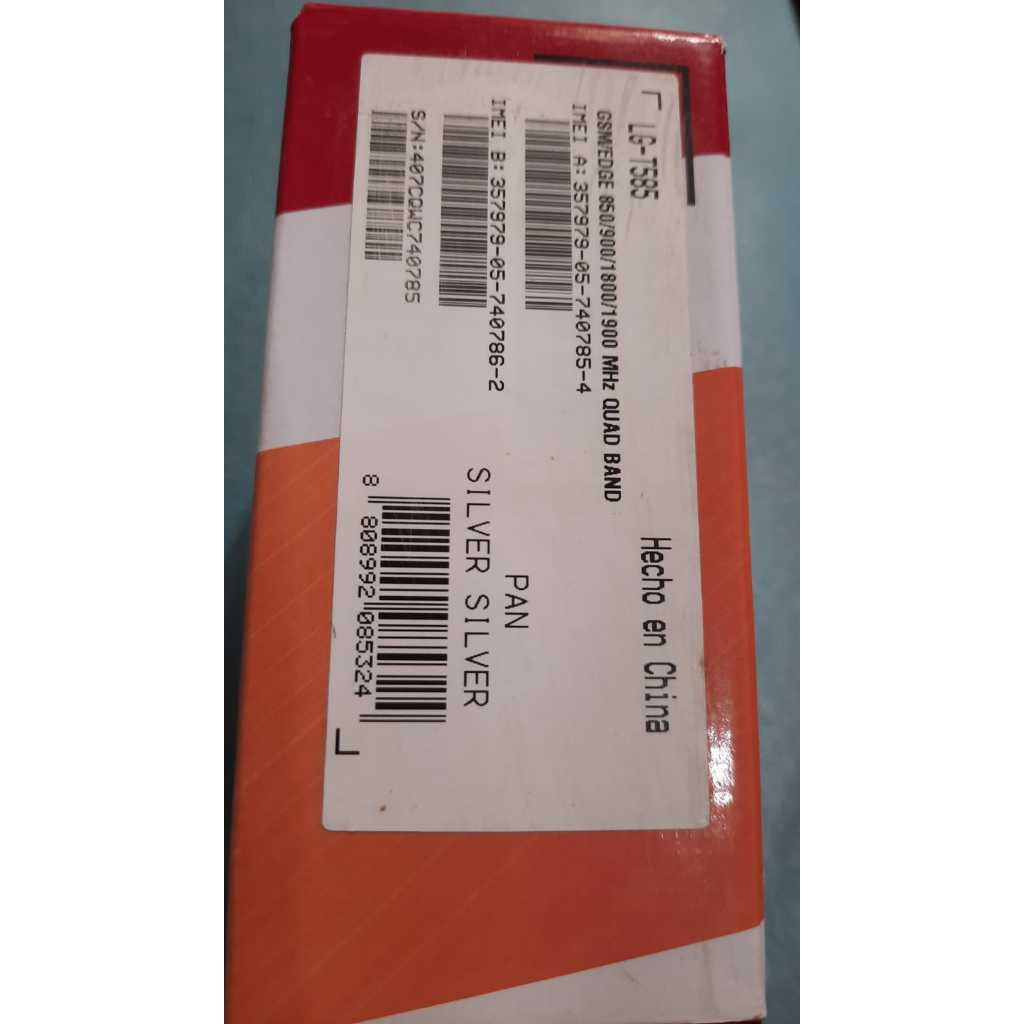 LG-T585
Hecho en China
GSM/EDGE 850/900/1800/1900 MHz QUAD BAND
IMEI A: 357979-05-740785-4
IMEI B: 357979-05-740786-2
S/N:407CQWC740785
PAN
SILVER SILVER
8 808992 085324